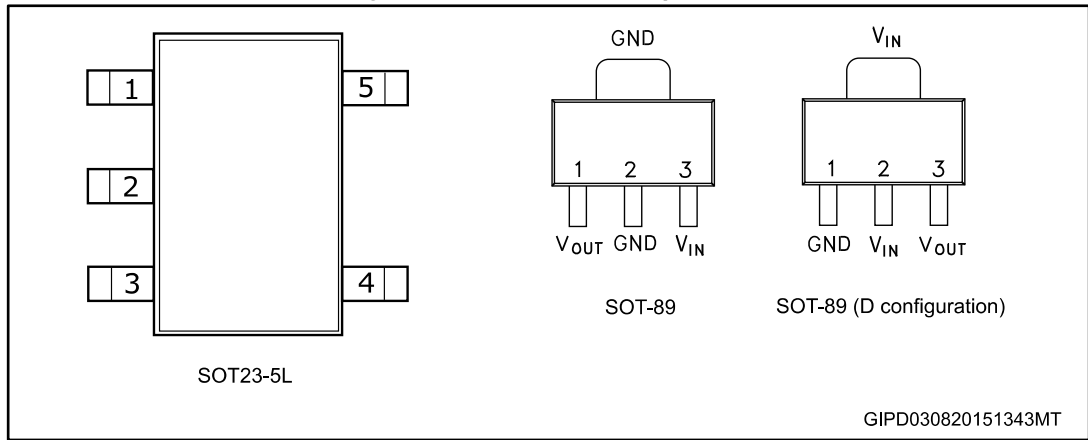 1
2
3
5
4
SOT23-5L
GND
1 2 3
VOUT GND VIN
SOT-89
VIN
1 2 3
GND VIN VOUT
SOT-89 (D configuration)
GIPD030820151343MT